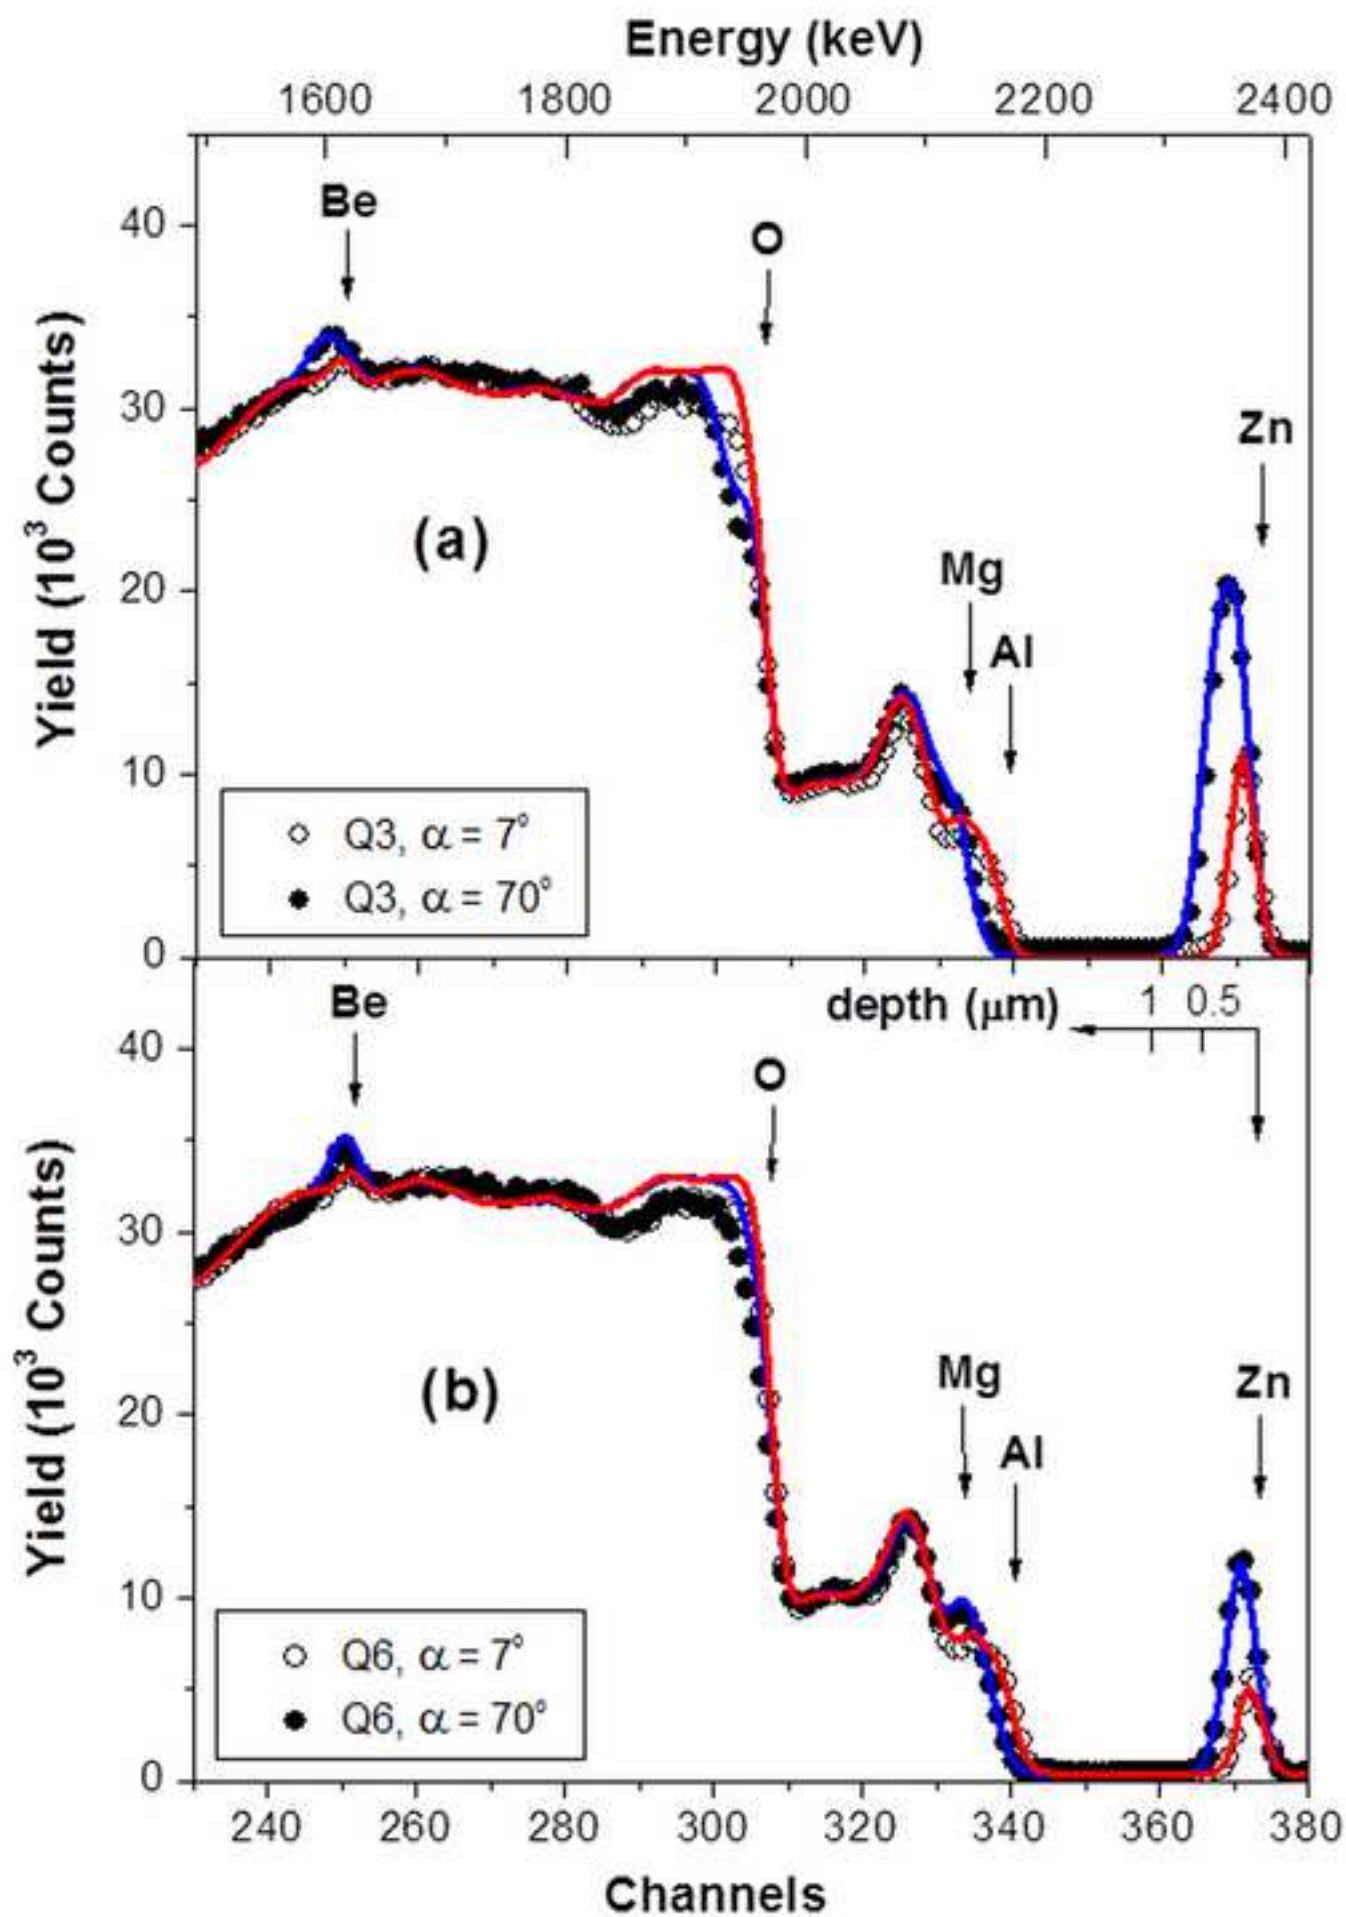 Energy (keV)
1600 1800 2000 2200 2400
Be
O
40
30
20
10
0
Yield (10³ Counts)
(a)
Zn
Mg
Al
Q3, α = 7°
Q3, α = 70°
Be
depth (μm) 1 0.5
O
40
30
20
10
0
Yield (10³ Counts)
(b)
Mg
Zn
Al
Q6, α = 7°
Q6, α = 70°
240 260 280 300 320 340 360 380
Channels